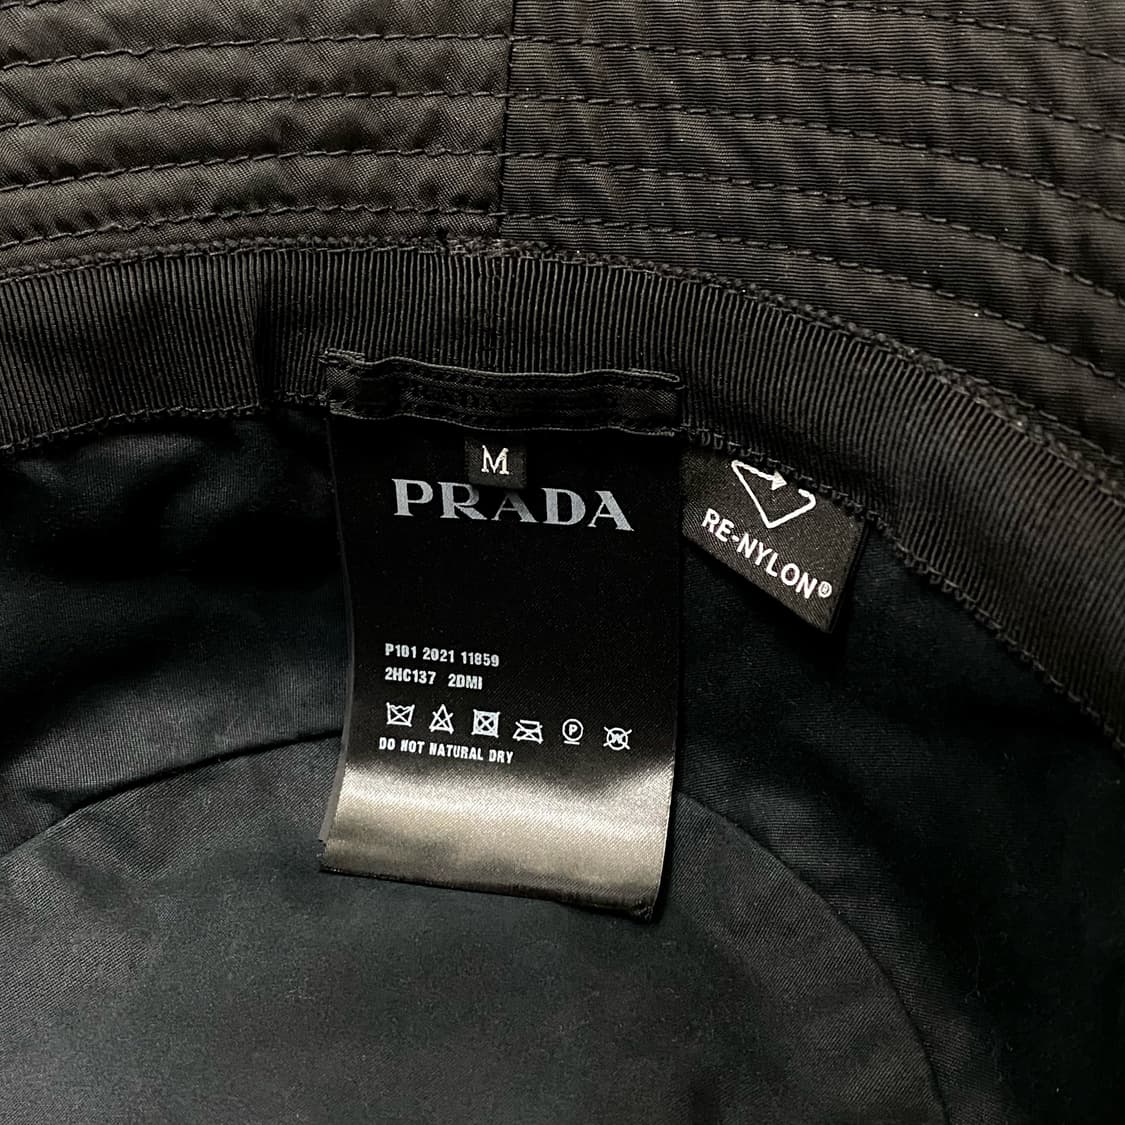 M
PRADA
RE-NYLON®
P101 2021 11859
2HC137 2DMI
P
W
DO NOT NATURAL DRY